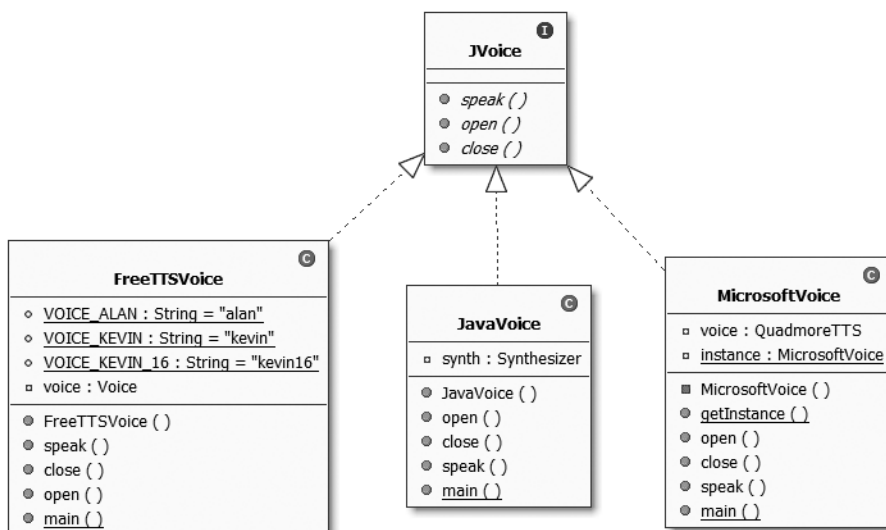 I
JVoice
speak ( )
open ( )
close ( )
C
FreeTTSVoice
VOICE_ALAN : String = "alan"
VOICE_KEVIN : String = "kevin"
VOICE_KEVIN_16 : String = "kevin16"
voice : Voice
FreeTTSVoice ( )
speak ( )
close ( )
open ( )
main ( )
C
JavaVoice
synth : Synthesizer
JavaVoice ( )
open ( )
close ( )
speak ( )
main ( )
C
MicrosoftVoice
voice : QuadmoreTTS
instance : MicrosoftVoice
MicrosoftVoice ( )
getInstance ( )
open ( )
close ( )
speak ( )
main ( )